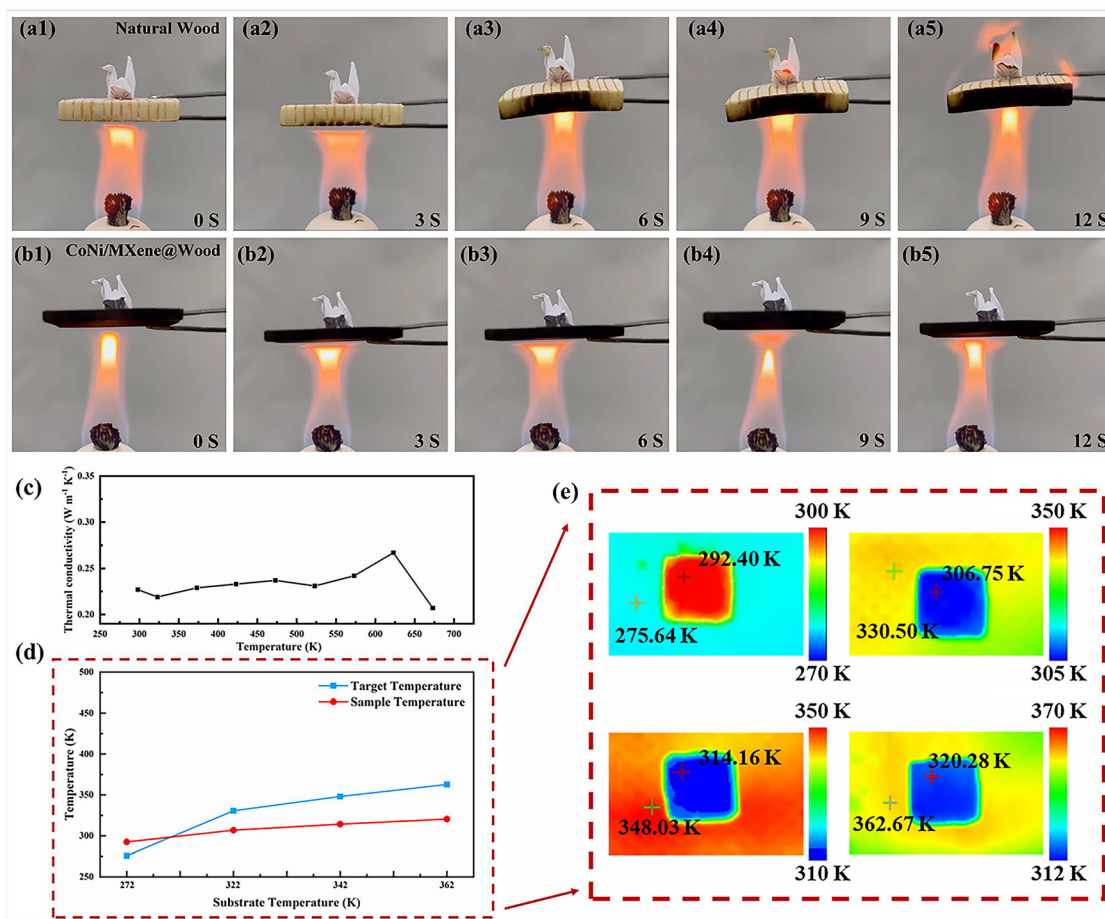 (a1) Natural Wood
0 S
(a2)
3 S
(a3)
6 S
(a4)
9 S
(a5)
12 S
(b1) CoNi/MXene@Wood
0 S
(b2)
3 S
(b3)
6 S
(b4)
9 S
(b5)
12 S
(c)
Thermal conductivity (W m⁻¹ K⁻¹)
0.35
0.30
0.25
0.20
250 300 350 400 450 500 550 600 650 700
Temperature (K)
(d)
Temperature (K)
500
450
400
350
300
250
Target Temperature
Sample Temperature
272 322 342 362
Substrate Temperature (K)
(e)
300 K
292.40 K
275.64 K
270 K
350 K
306.75 K
330.50 K
305 K
350 K
314.16 K
348.03 K
310 K
370 K
320.28 K
362.67 K
312 K